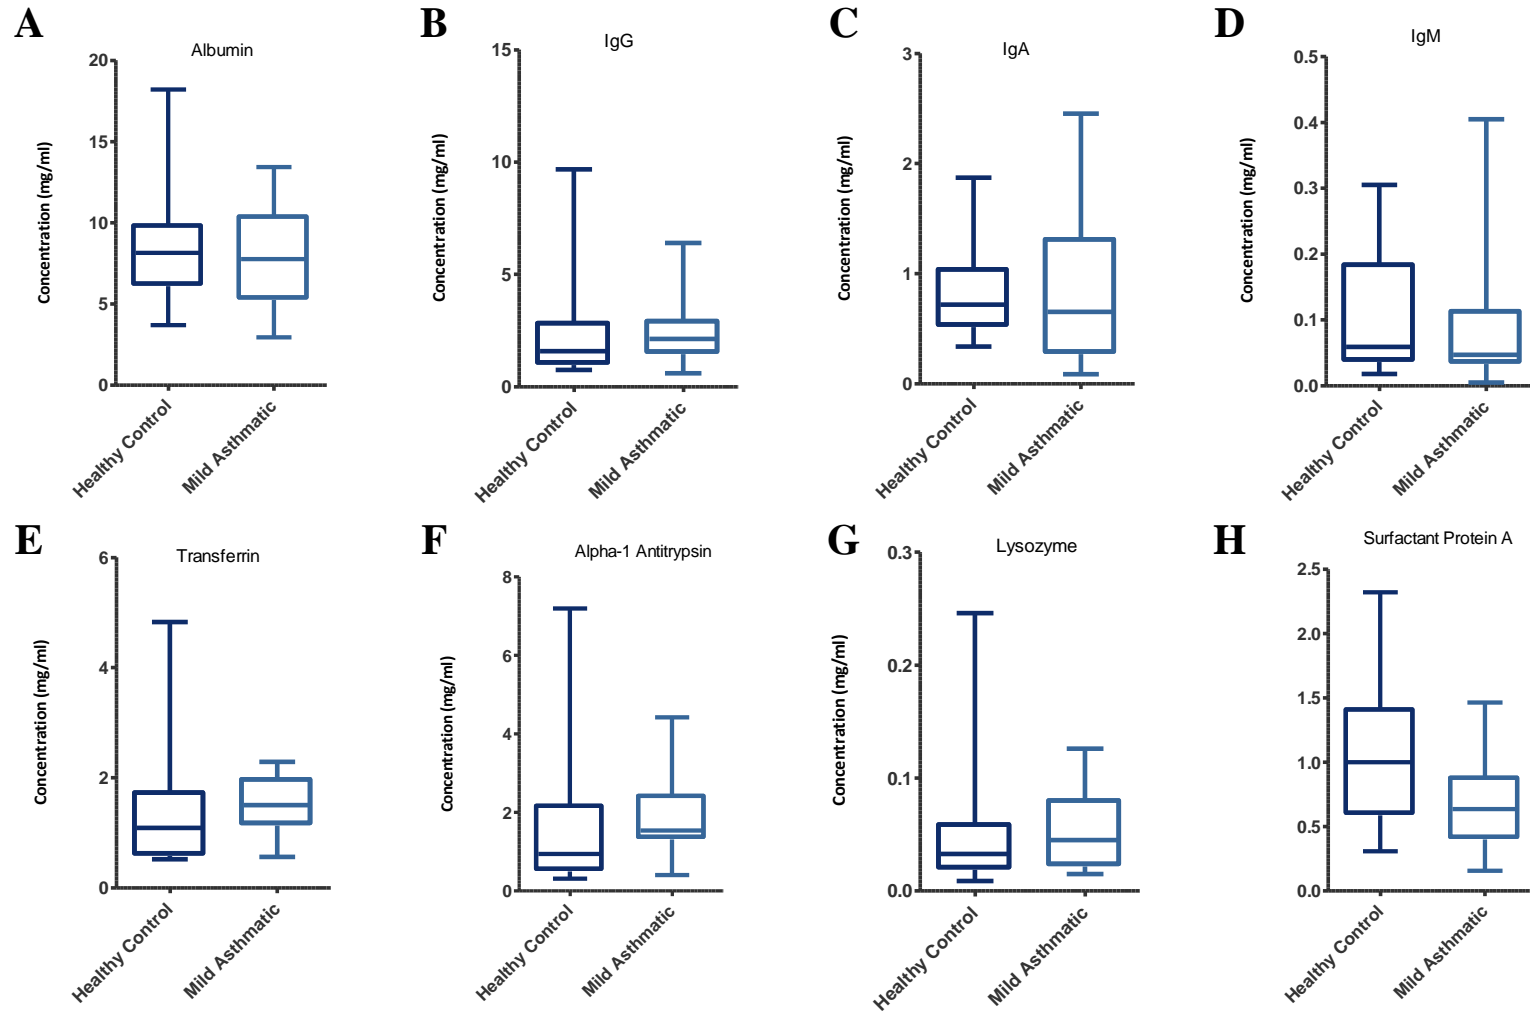 A
Albumin
Concentration (mg/ml)
20
15
10
5
0
Healthy Control
Mild Asthmatic
B
IgG
Concentration (mg/ml)
15
10
5
0
Healthy Control
Mild Asthmatic
C
IgA
Concentration (mg/ml)
3
2
1
0
Healthy Control
Mild Asthmatic
D
IgM
Concentration (mg/ml)
0.5
0.4
0.3
0.2
0.1
0.0
Healthy Control
Mild Asthmatic
E
Transferrin
Concentration (mg/ml)
6
4
2
0
Healthy Control
Mild Asthmatic
F
Alpha-1 Antitrypsin
Concentration (mg/ml)
8
6
4
2
0
Healthy Control
Mild Asthmatic
G
Lysozyme
Concentration (mg/ml)
0.3
0.2
0.1
0.0
Healthy Control
Mild Asthmatic
H
Surfactant Protein A
2.5
2.0
1.5
1.0
0.5
0.0
Healthy Control
Mild Asthmatic